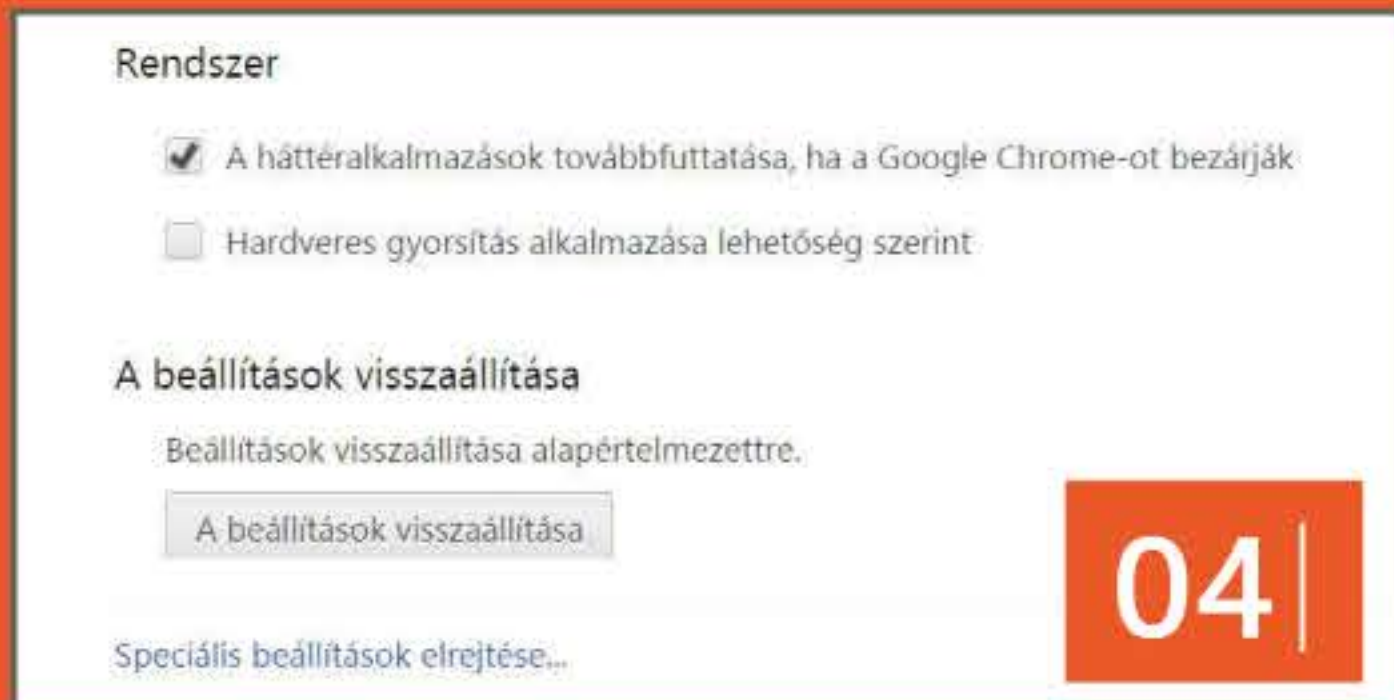 Rendszer
A háttéralkalmazások továbbfuttatása, ha a Google Chrome-ot bezárják
Hardveres gyorsítás alkalmazása lehetőség szerint
A beállítások visszaállítása
Beállítások visszaállítása alapértelmezettre.
A beállítások visszaállítása
04
Speciális beállítások elrejtése...